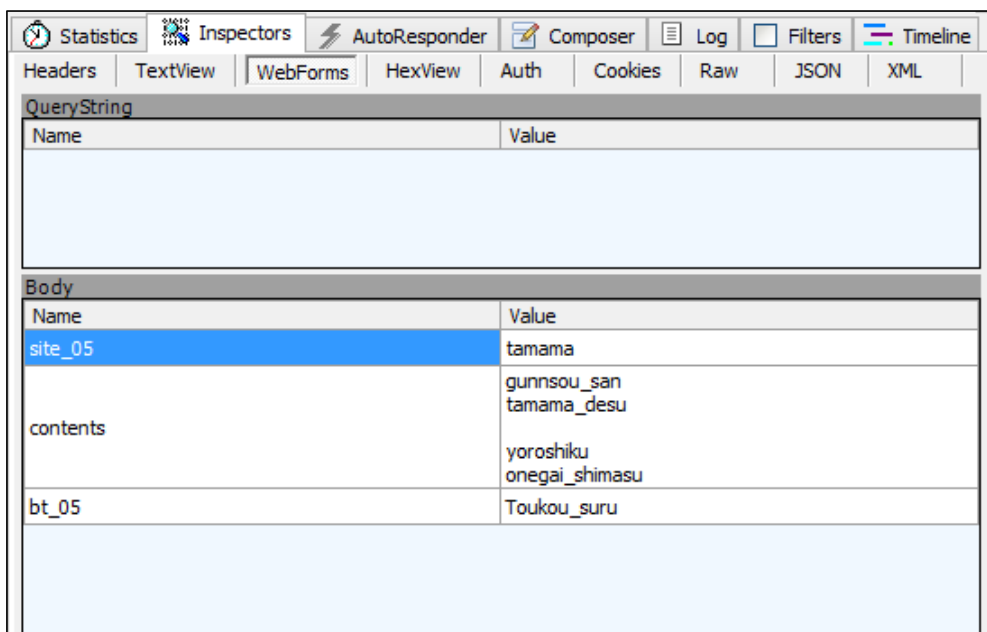 Statistics Inspectors AutoResponder Composer Log Filters Timeline
Headers TextView WebForms HexView Auth Cookies Raw JSON XML
QueryString
Name Value
Body
Name Value
site_05 tamama
contents
gunnsou_san
tamama_desu
yoroshiku
onegai_shimasu
bt_05 Toukou_suru